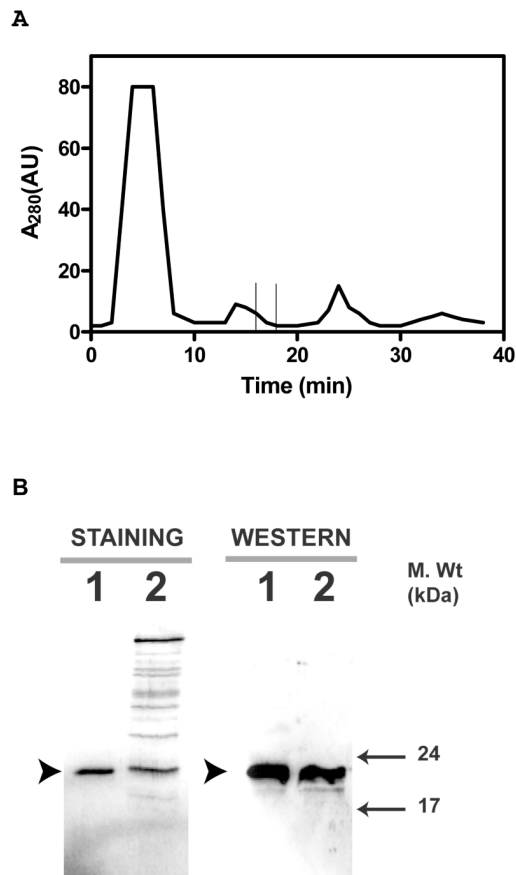 A
A280(AU)
80
60
40
20
0
0 10 20 30 40
Time (min)
B
STAINING WESTERN
1 2 1 2
M. Wt
(kDa)
24
17